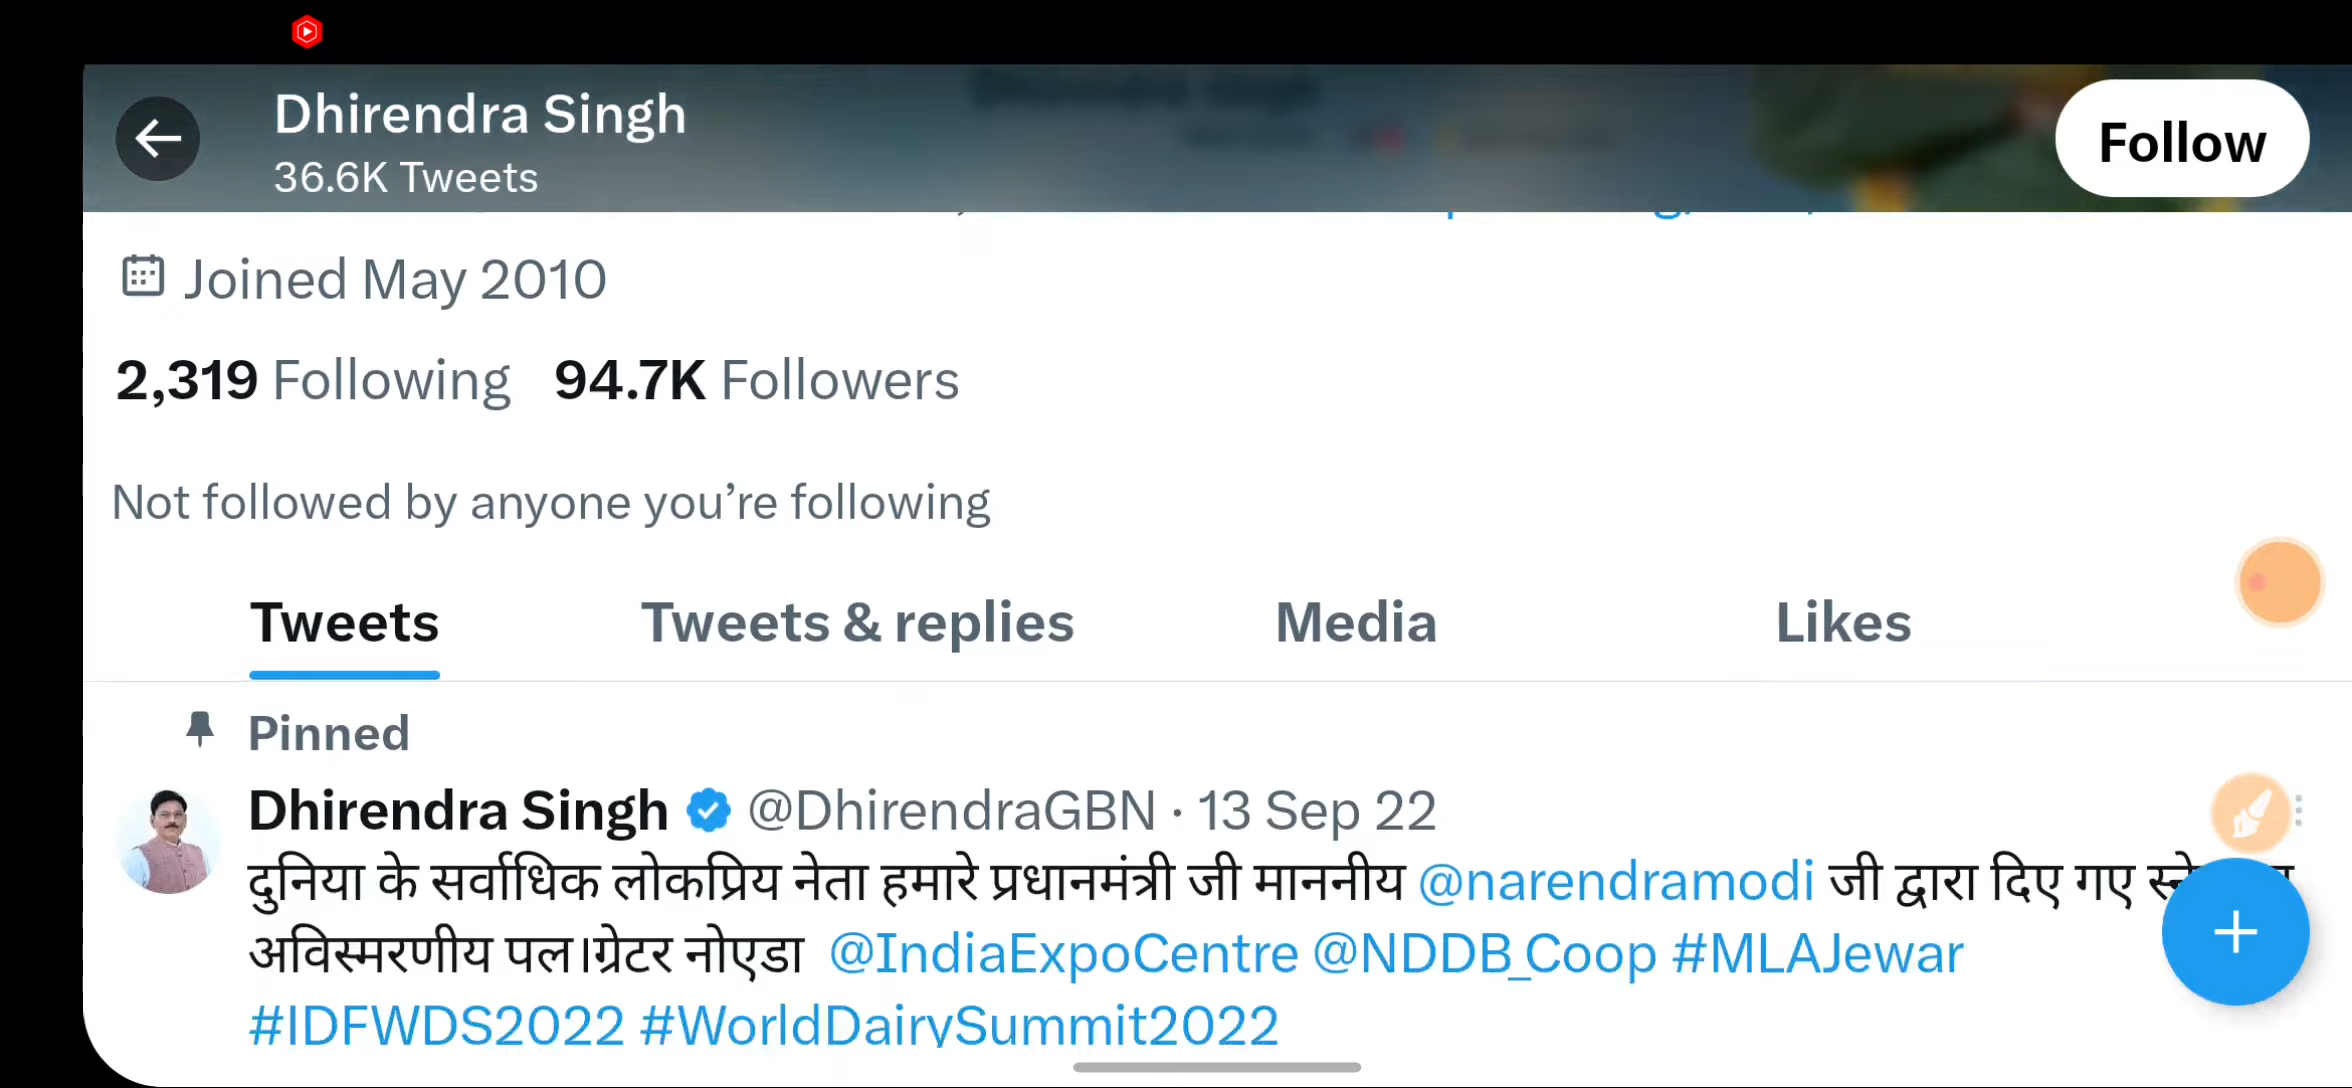 Dhirendra Singh
36.6K Tweets
Follow
Joined May 2010
2,319 Following 94.7K Followers
Not followed by anyone you’re following
Tweets Tweets & replies Media Likes
Pinned
Dhirendra Singh @DhirendraGBN · 13 Sep 22
दुनिया के सर्वाधिक लोकप्रिय नेता हमारे प्रधानमंत्री जी माननीय @narendramodi जी द्वारा दिए गए
अविस्मरणीय पल।ग्रेटर नोएडा @IndiaExpoCentre @NDDB_Coop #MLAJewar
#IDFWDS2022 #WorldDairySummit2022